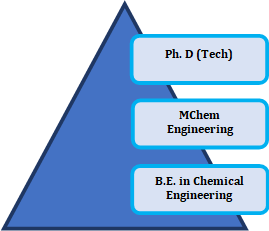 Ph. D (Tech)
MChem
Engineering
B.E. in Chemical
Engineering